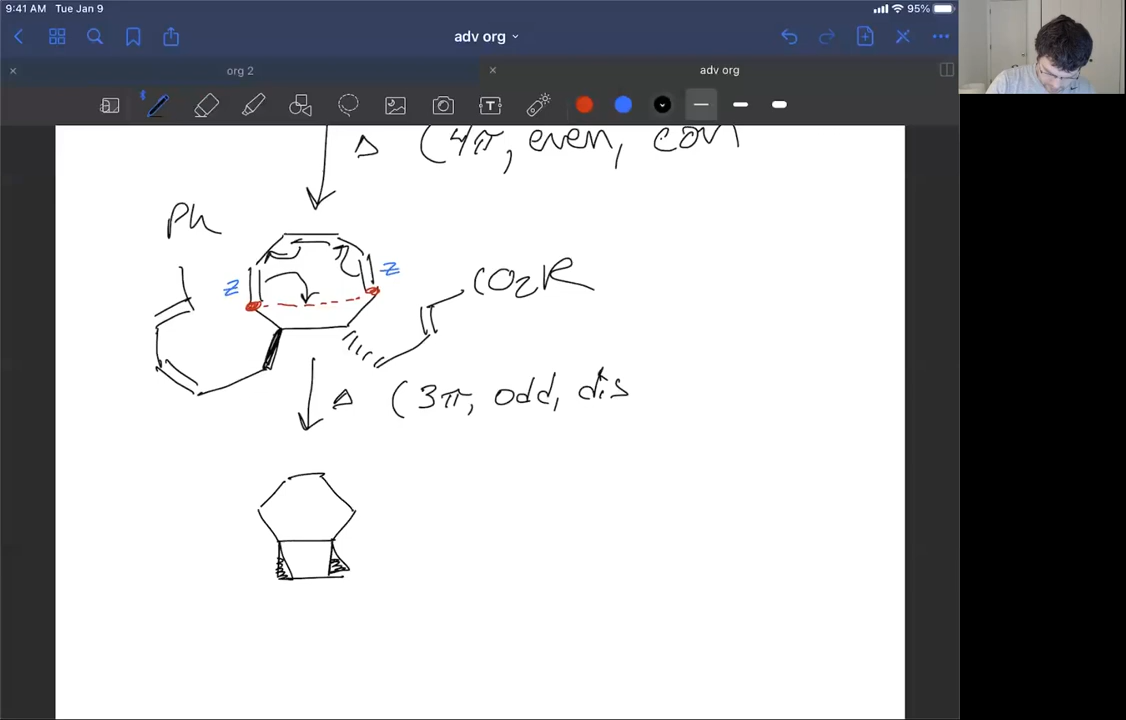 9:41 AM Tue Jan 9
95%
adv org
org 2
adv org
Δ (4π, even, con
Ph
Z
Z
CO2R
Δ (3π, odd, dis